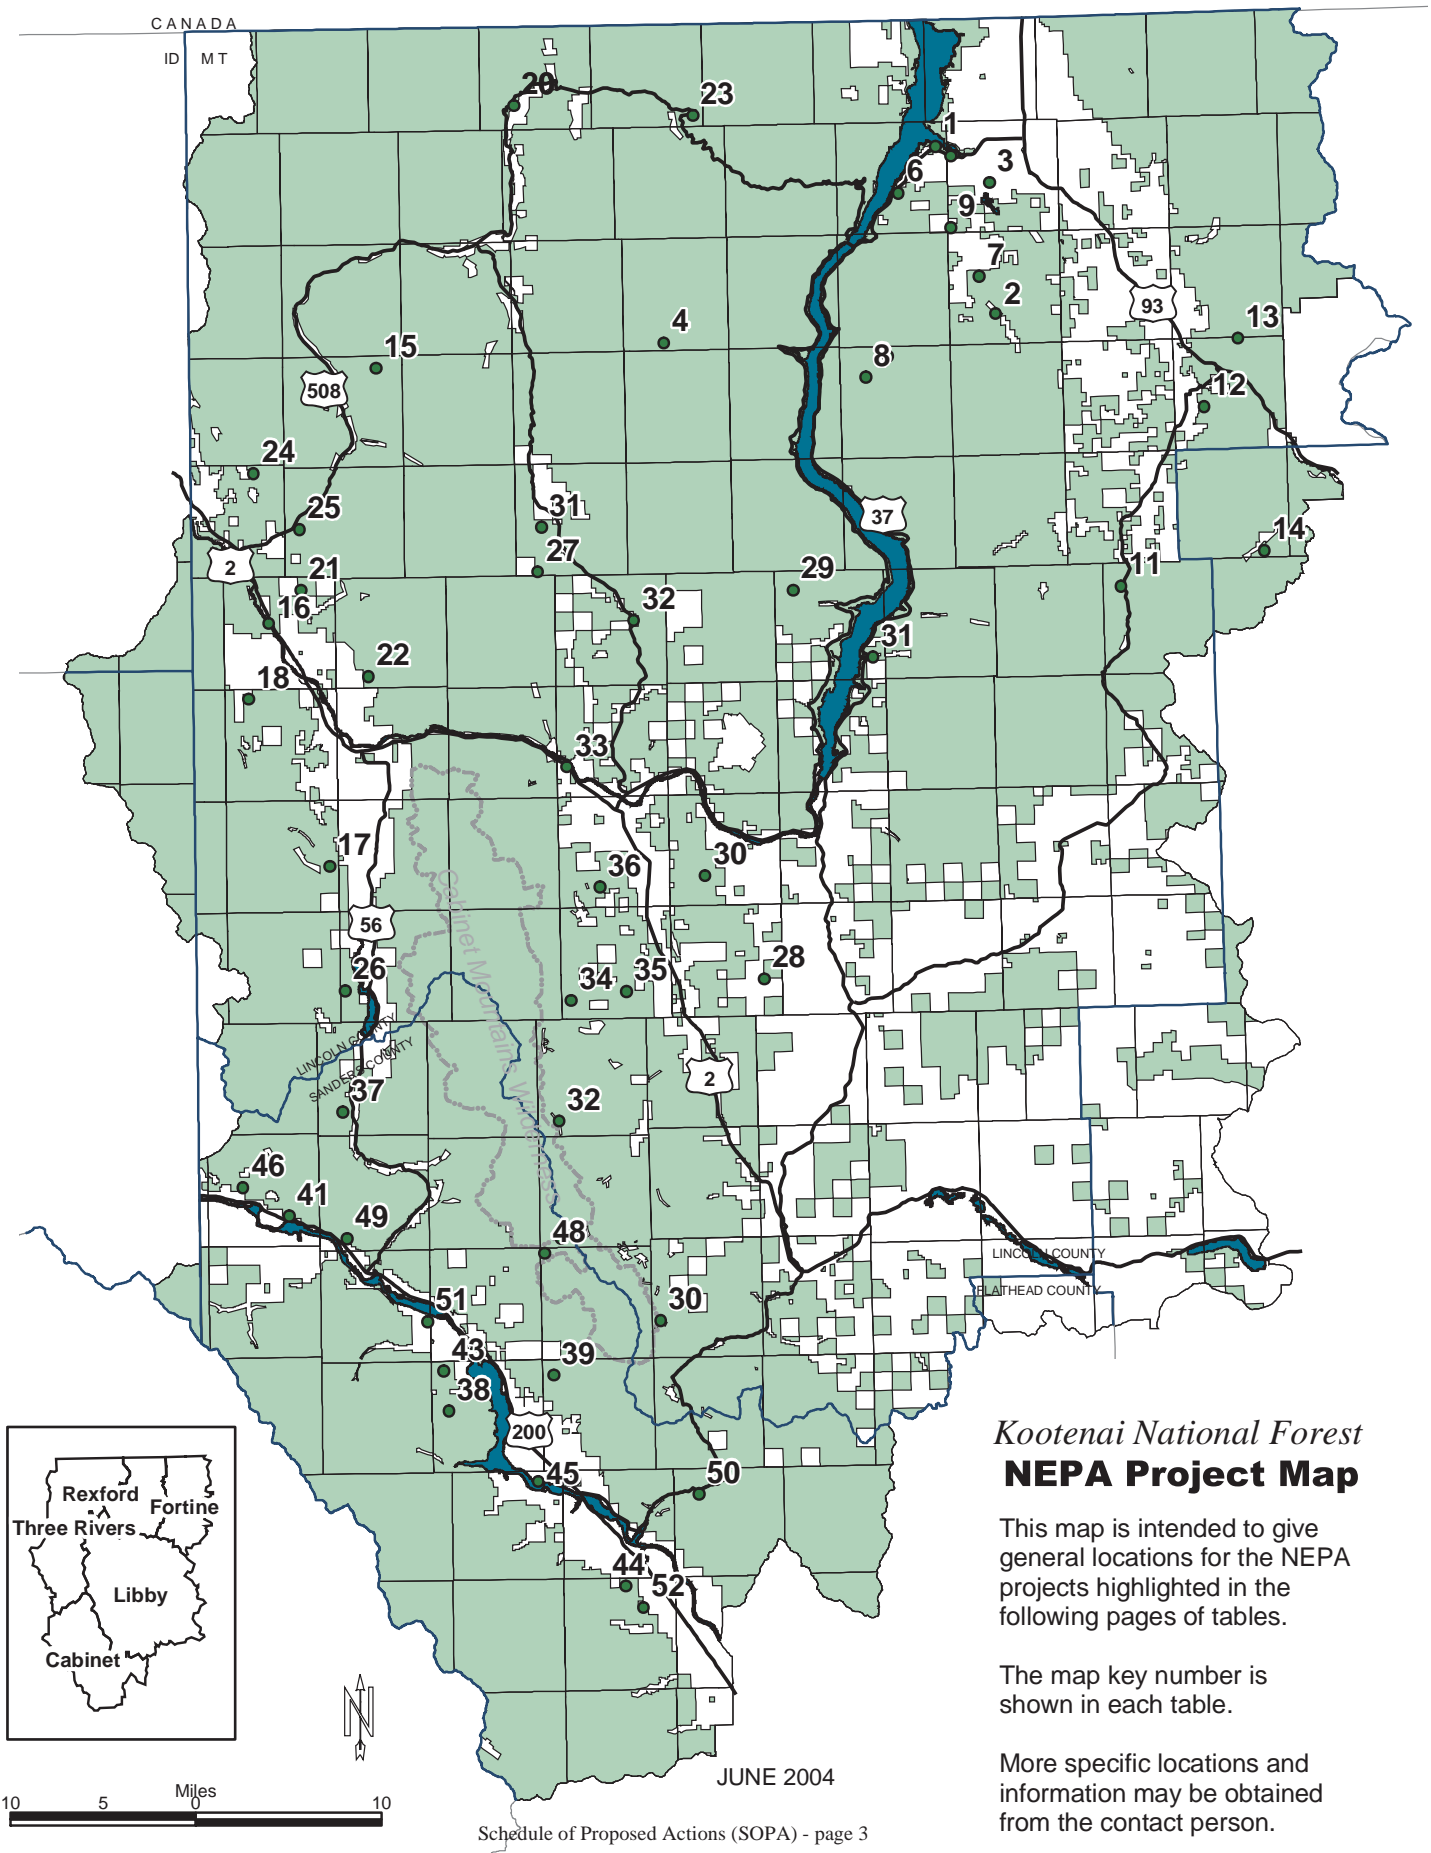 CANADA
ID MT
20
23
1
6
3
9
7
2
93
13
4
15
8
508
12
24
25
31
37
14
2
27
21
29
11
16
32
31
22
18
33
17
36
30
56
26
34
35
28
LINCOLN COUNTY
SANDERS COUNTY
Cabinet Mountains Wilderness
2
37
32
46
41
49
48
LINCOLN COUNTY
FLATHEAD COUNTY
51
30
43
39
38
200
45
50
44
52
Rexford
Fortine
Three Rivers
Libby
Cabinet
N
Kootenai National Forest
NEPA Project Map
This map is intended to give
general locations for the NEPA
projects highlighted in the
following pages of tables.
The map key number is
shown in each table.
More specific locations and
information may be obtained
from the contact person.
JUNE 2004
Miles
10 5 0 10
Schedule of Proposed Actions (SOPA) - page 3